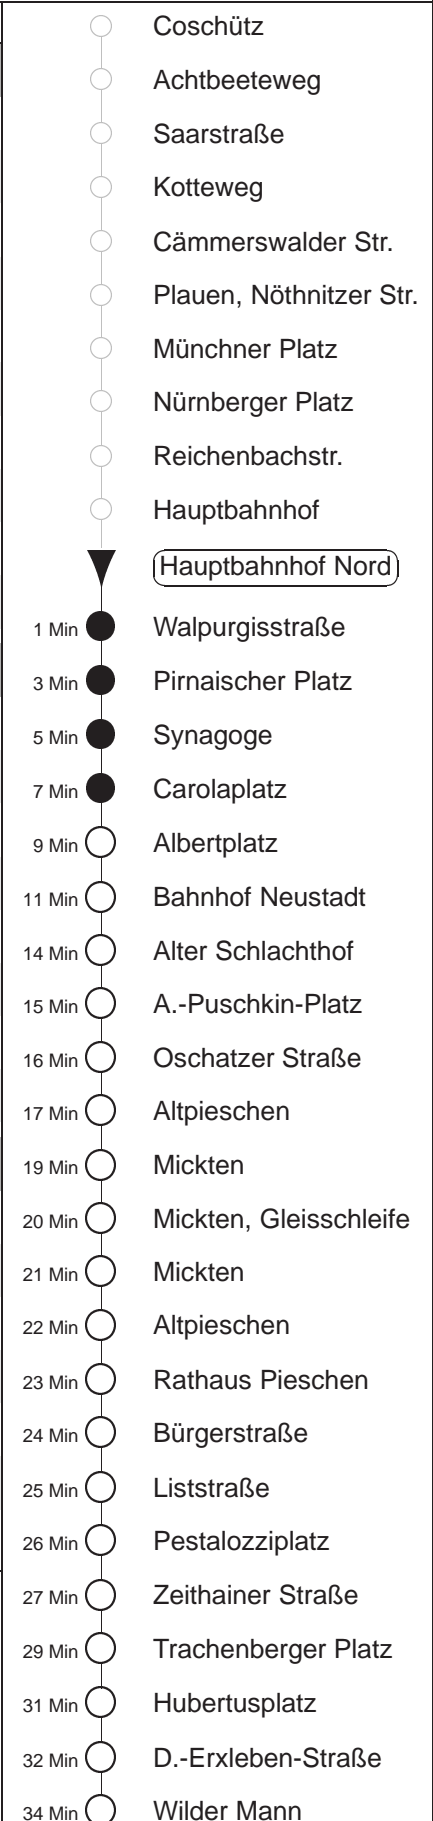 Coschütz
Achtbeeteweg
Saarstraße
Kotteweg
Cämmerswalder Str.
Plauen, Nöthnitzer Str.
Münchner Platz
Nürnberger Platz
Reichenbachstr.
Hauptbahnhof
Hauptbahnhof Nord
1 Min Walpurgisstraße
3 Min Pirnaischer Platz
5 Min Synagoge
7 Min Carolaplatz
9 Min Albertplatz
11 Min Bahnhof Neustadt
14 Min Alter Schlachthof
15 Min A.-Puschkin-Platz
16 Min Oschatzer Straße
17 Min Altpieschen
19 Min Mickten
20 Min Mickten, Gleisschleife
21 Min Mickten
22 Min Altpieschen
23 Min Rathaus Pieschen
24 Min Bürgerstraße
25 Min Liststraße
26 Min Pestalozziplatz
27 Min Zeithainer Straße
29 Min Trachenberger Platz
31 Min Hubertusplatz
32 Min D.-Erxleben-Straße
34 Min Wilder Mann